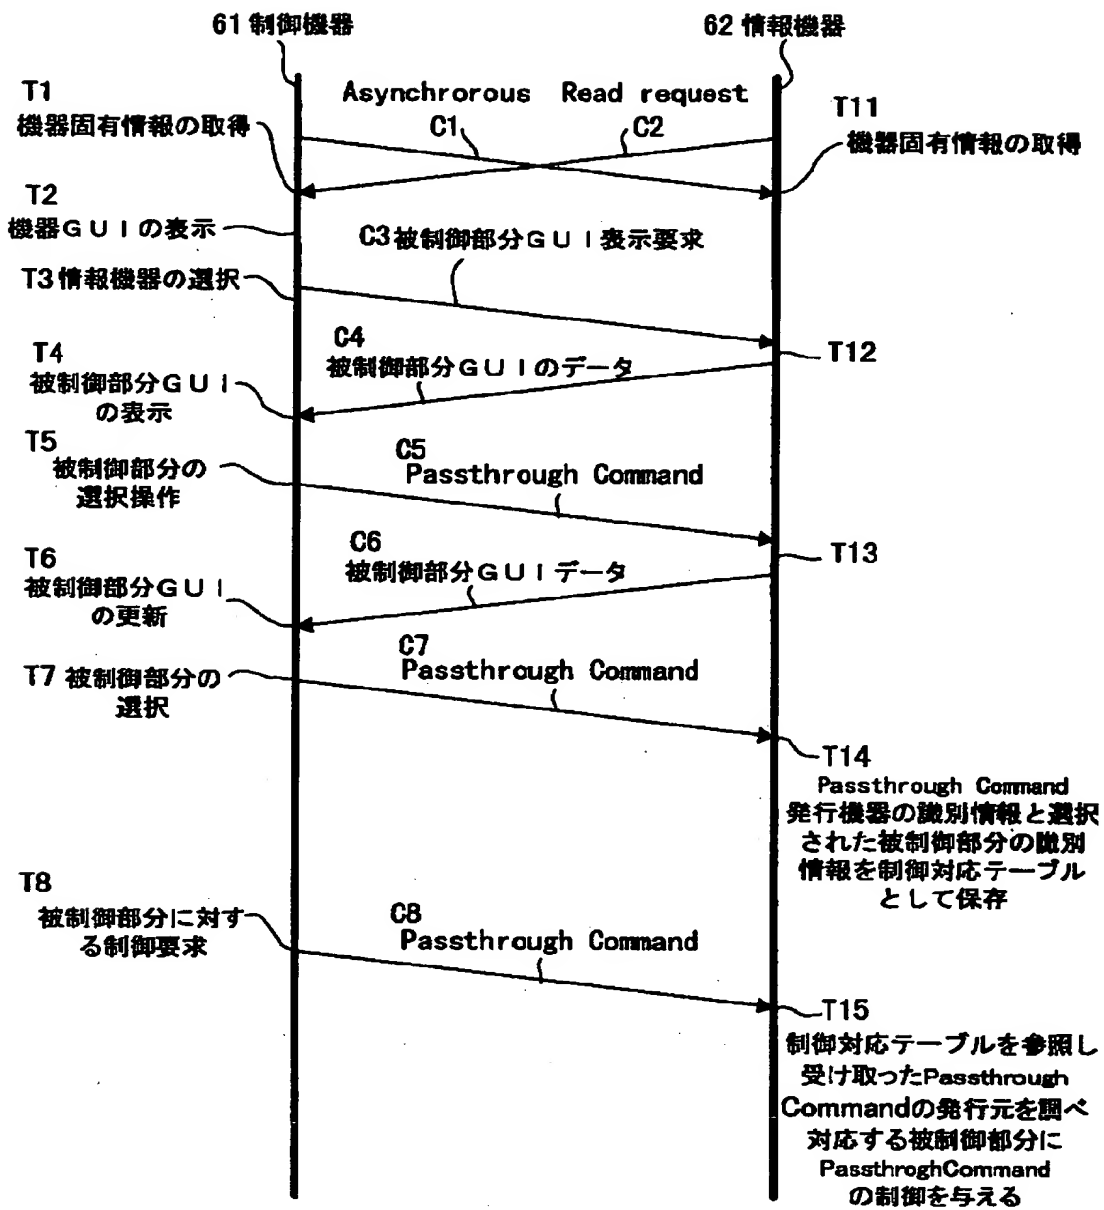 61 制御機器
62 情報機器
T1
機器固有情報の取得
Asynchrorous Read request
C1
C2
T11
機器固有情報の取得
T2
機器GUIの表示
C3被制御部分GUI表示要求
T3情報機器の選択
C4
被制御部分GUIのデータ
T12
T4
被制御部分GUI
の表示
T5
被制御部分の
選択操作
C5
Passthrough Command
C6
被制御部分GUIデータ
T13
T6
被制御部分GUI
の更新
C7
Passthrough Command
T7 被制御部分の
選択
T14
Passthrough Command
発行機器の識別情報と選択
された被制御部分の識別
情報を制御対応テーブル
として保存
T8
被制御部分に対す
る制御要求
C8
Passthrough Command
T15
制御対応テーブルを参照し
受け取ったPassthrough
Commandの発行元を調べ
対応する被制御部分に
PassthroghCommand
の制御を与える